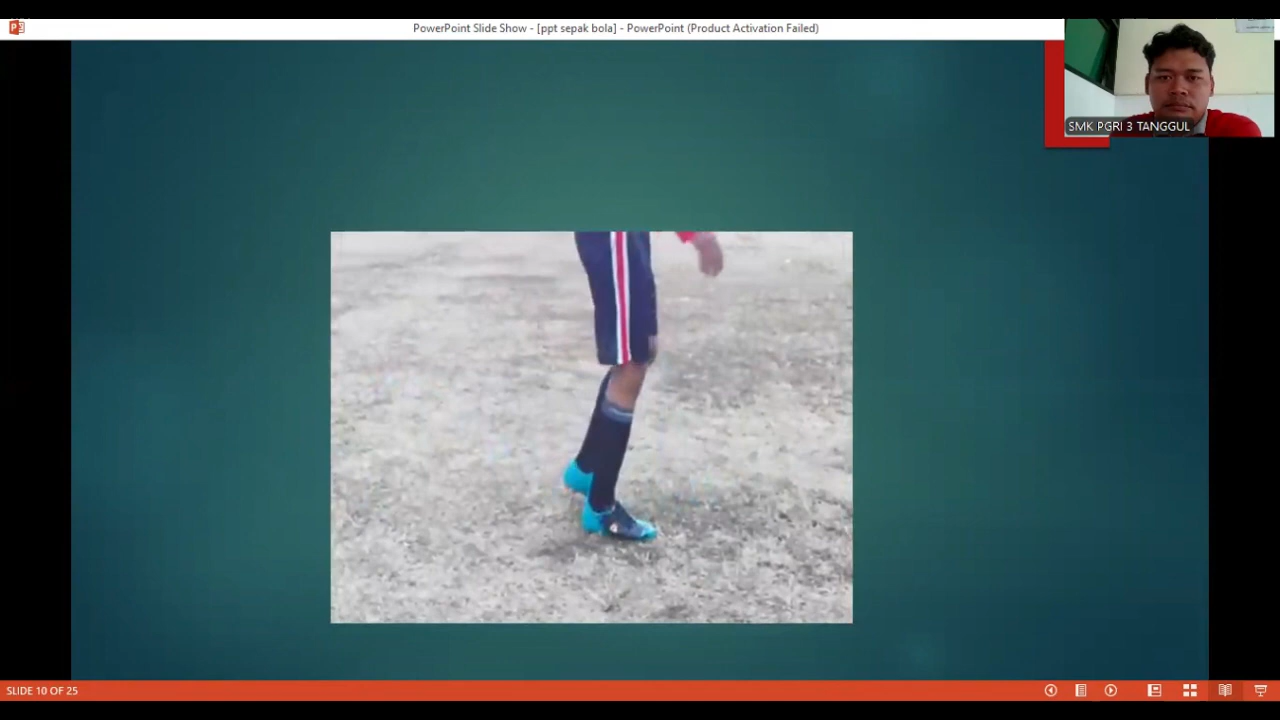 PowerPoint Slide Show - [ppt sepak bola] - PowerPoint (Product Activation Failed)
SMK PGRI 3 TANGGUL
SLIDE 10 OF 25